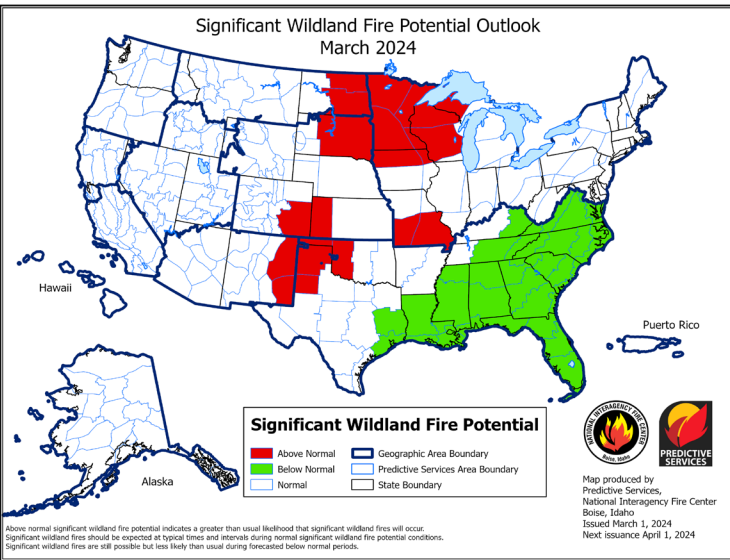 Significant Wildland Fire Potential Outlook
March 2024
Hawaii
Puerto Rico
Alaska
Significant Wildland Fire Potential
Above Normal
Geographic Area Boundary
Below Normal
Predictive Services Area Boundary
Normal
State Boundary
NATIONAL INTERAGENCY FIRE CENTER
Boise, Idaho
PREDICTIVE
SERVICES
Map produced by
Predictive Services,
National Interagency Fire Center
Boise, Idaho
Issued March 1, 2024
Next issuance April 1, 2024
Above normal significant wildland fire potential indicates a greater than usual likelihood that significant wildland fires will occur.
Significant wildland fires should be expected at typical times and intervals during normal significant wildland fire potential conditions.
Significant wildland fires are still possible but less likely than usual during forecasted below normal periods.